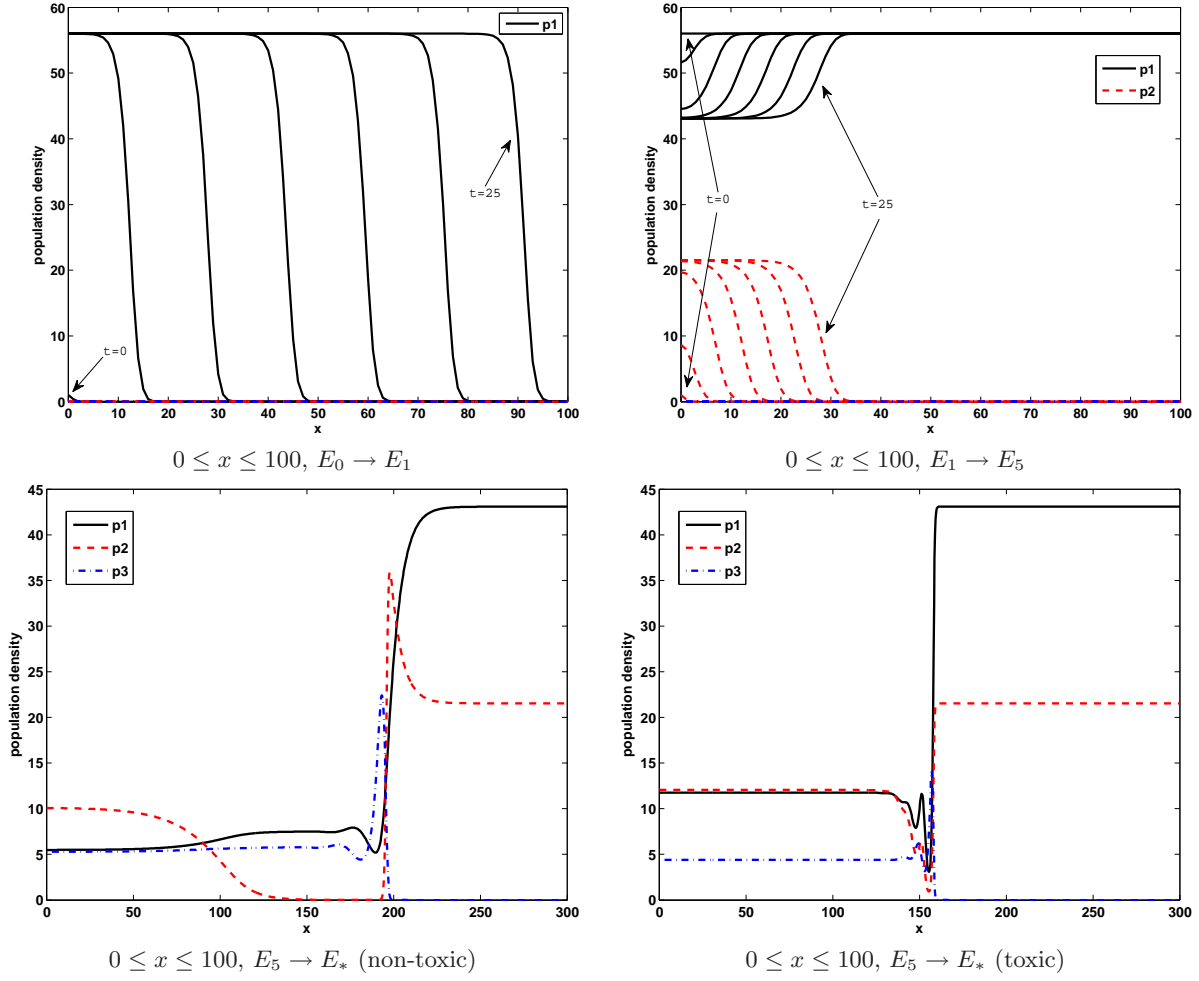 60
50
40
30
20
10
0
population density
p1
t=25
t=0
0 10 20 30 40 50 60 70 80 90 100
x
0 ≤ x ≤ 100, E₀ → E₁
60
50
40
30
20
10
0
population density
p1
p2
t=0
t=25
0 10 20 30 40 50 60 70 80 90 100
x
0 ≤ x ≤ 100, E₁ → E₅
45
40
35
30
25
20
15
10
5
0
population density
p1
p2
p3
0 50 100 150 200 250 300
x
0 ≤ x ≤ 100, E₅ → E∗ (non-toxic)
45
40
35
30
25
20
15
10
5
0
population density
p1
p2
p3
0 50 100 150 200 250 300
x
0 ≤ x ≤ 100, E₅ → E∗ (toxic)